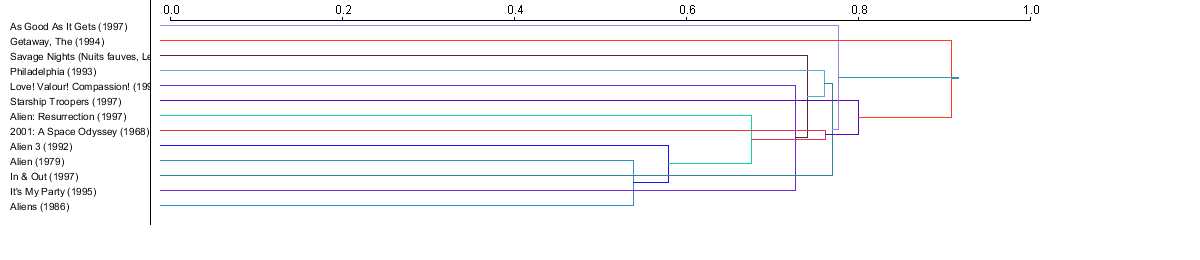 0.0 0.2 0.4 0.6 0.8 1.0
As Good As It Gets (1997)
Getaway, The (1994)
Savage Nights (Nuits fauves, Le
Philadelphia (1993)
Love! Valour! Compassion! (199
Starship Troopers (1997)
Alien: Resurrection (1997)
2001: A Space Odyssey (1968)
Alien 3 (1992)
Alien (1979)
In & Out (1997)
It's My Party (1995)
Aliens (1986)